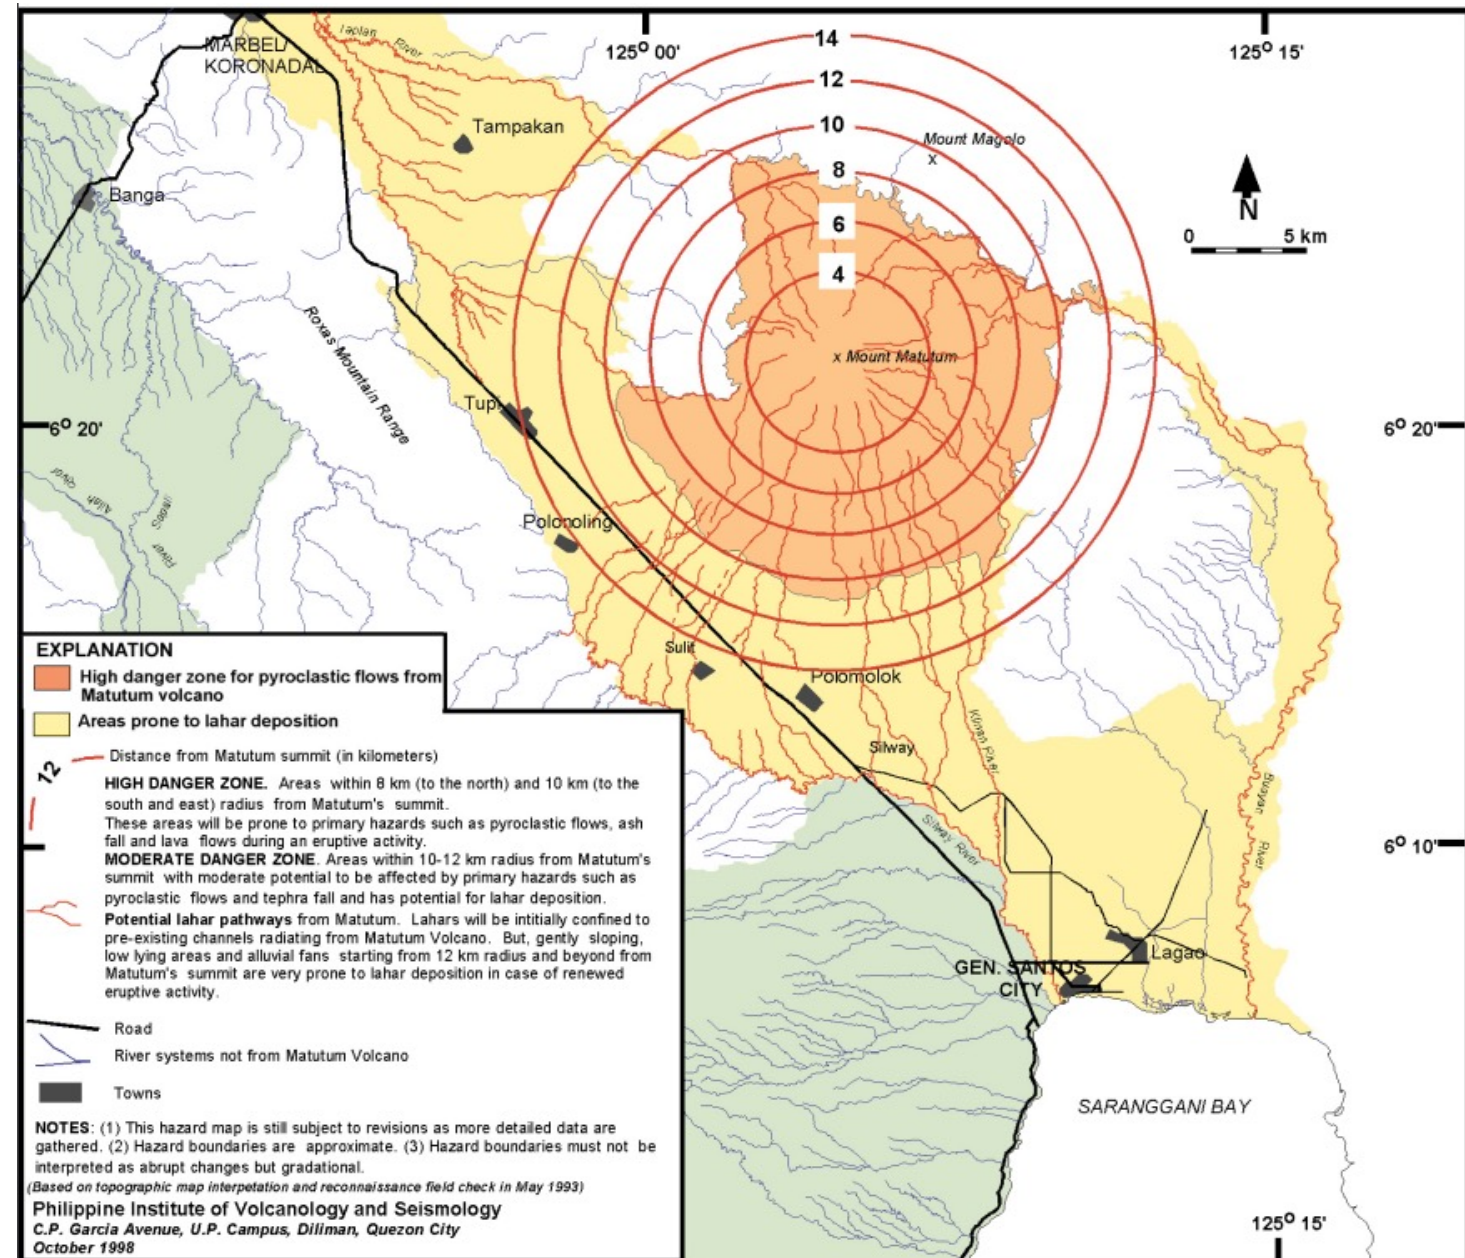 MARBEL/
KORONADAL
Taplan River
125° 00'
125° 15'
14
12
10
8
6
4
Tampakan
Mount Magolo
x
Banga
N
0 5 km
Roxas Mountain Range
x Mount Matutum
Tupi
6° 20'
6° 20'
Allah River
River
Polonoling
Sulit
Polomolok
Klinan River
Silway
Silway River
Buayan River
6° 10'
Lagao
GEN. SANTOS
CITY
SARANGGANI BAY
125° 15'
EXPLANATION
High danger zone for pyroclastic flows from
Matutum volcano
Areas prone to lahar deposition
12
Distance from Matutum summit (in kilometers)
HIGH DANGER ZONE. Areas within 8 km (to the north) and 10 km (to the
south and east) radius from Matutum's summit.
These areas will be prone to primary hazards such as pyroclastic flows, ash
fall and lava flows during an eruptive activity.
MODERATE DANGER ZONE. Areas within 10-12 km radius from Matutum's
summit with moderate potential to be affected by primary hazards such as
pyroclastic flows and tephra fall and has potential for lahar deposition.
Potential lahar pathways from Matutum. Lahars will be intitially confined to
pre-existing channels radiating from Matutum Volcano. But, gently sloping,
low lying areas and alluvial fans starting from 12 km radius and beyond from
Matutum's summit are very prone to lahar deposition in case of renewed
eruptive activity.
Road
River systems not from Matutum Volcano
Towns
NOTES: (1) This hazard map is still subject to revisions as more detailed data are
gathered. (2) Hazard boundaries are approximate. (3) Hazard boundaries must not be
interpreted as abrupt changes but gradational.
(Based on topographic map interpetation and reconnaissance field check in May 1993)
Philippine Institute of Volcanology and Seismology
C.P. Garcia Avenue, U.P. Campus, Diliman, Quezon City
October 1998